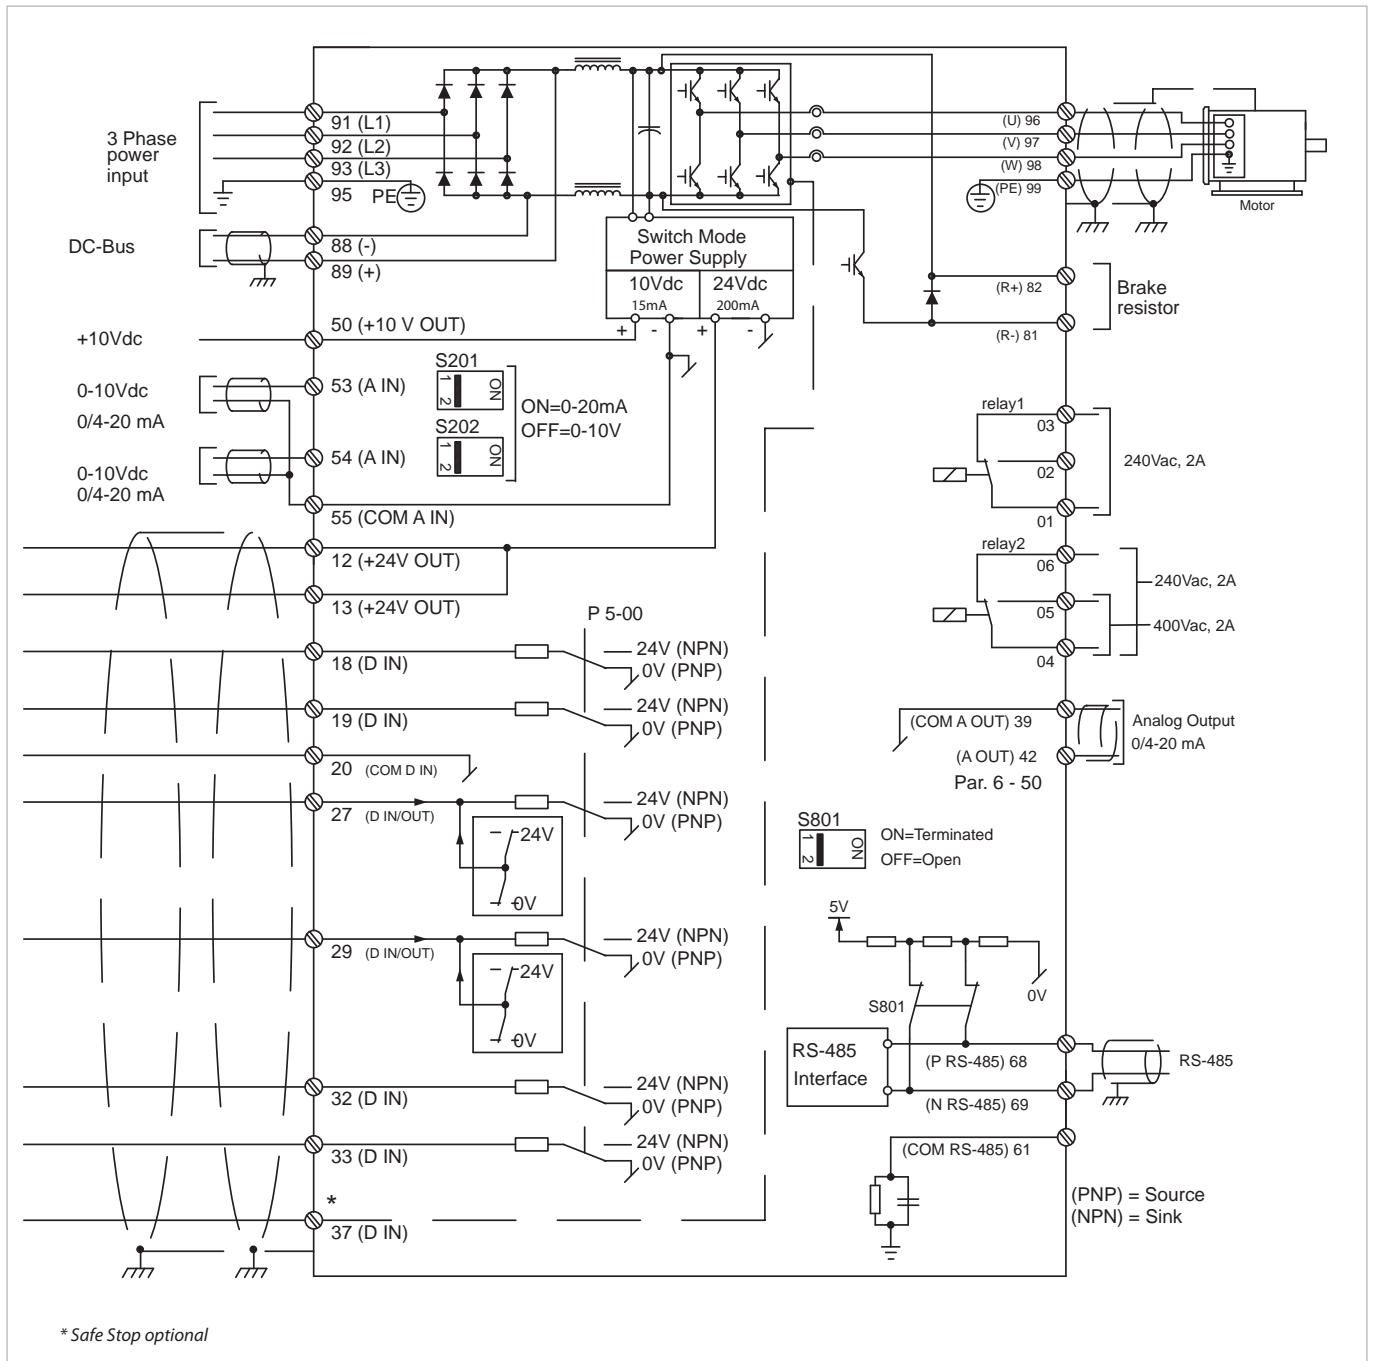 3 Phase
power
input
91 (L1)
92 (L2)
93 (L3)
95
PE
DC-Bus
88 (-)
89 (+)
+10Vdc
50 (+10 V OUT)
0-10Vdc
0/4-20 mA
53 (A IN)
0-10Vdc
0/4-20 mA
54 (A IN)
55 (COM A IN)
12 (+24V OUT)
13 (+24V OUT)
18 (D IN)
19 (D IN)
20 (COM D IN)
27 (D IN/OUT)
29 (D IN/OUT)
32 (D IN)
33 (D IN)
*
37 (D IN)
Switch Mode
Power Supply
10Vdc
15mA
24Vdc
200mA
+ - + -
S201
1 2
ON
S202
1 2
ON
ON=0-20mA
OFF=0-10V
P 5-00
24V (NPN)
0V (PNP)
24V (NPN)
0V (PNP)
24V (NPN)
0V (PNP)
24V
0V
24V (NPN)
0V (PNP)
24V
0V
24V (NPN)
0V (PNP)
24V (NPN)
0V (PNP)
(U) 96
(V) 97
(W) 98
(PE) 99
Motor
(R+) 82
(R-) 81
Brake
resistor
relay1
03
02
01
240Vac, 2A
relay2
06
05
04
240Vac, 2A
400Vac, 2A
(COM A OUT) 39
(A OUT) 42
Par. 6 - 50
Analog Output
0/4-20 mA
S801
1 2
ON
ON=Terminated
OFF=Open
5V
0V
S801
RS-485
Interface
(P RS-485) 68
(N RS-485) 69
RS-485
(COM RS-485) 61
(PNP) = Source
(NPN) = Sink
* Safe Stop optional